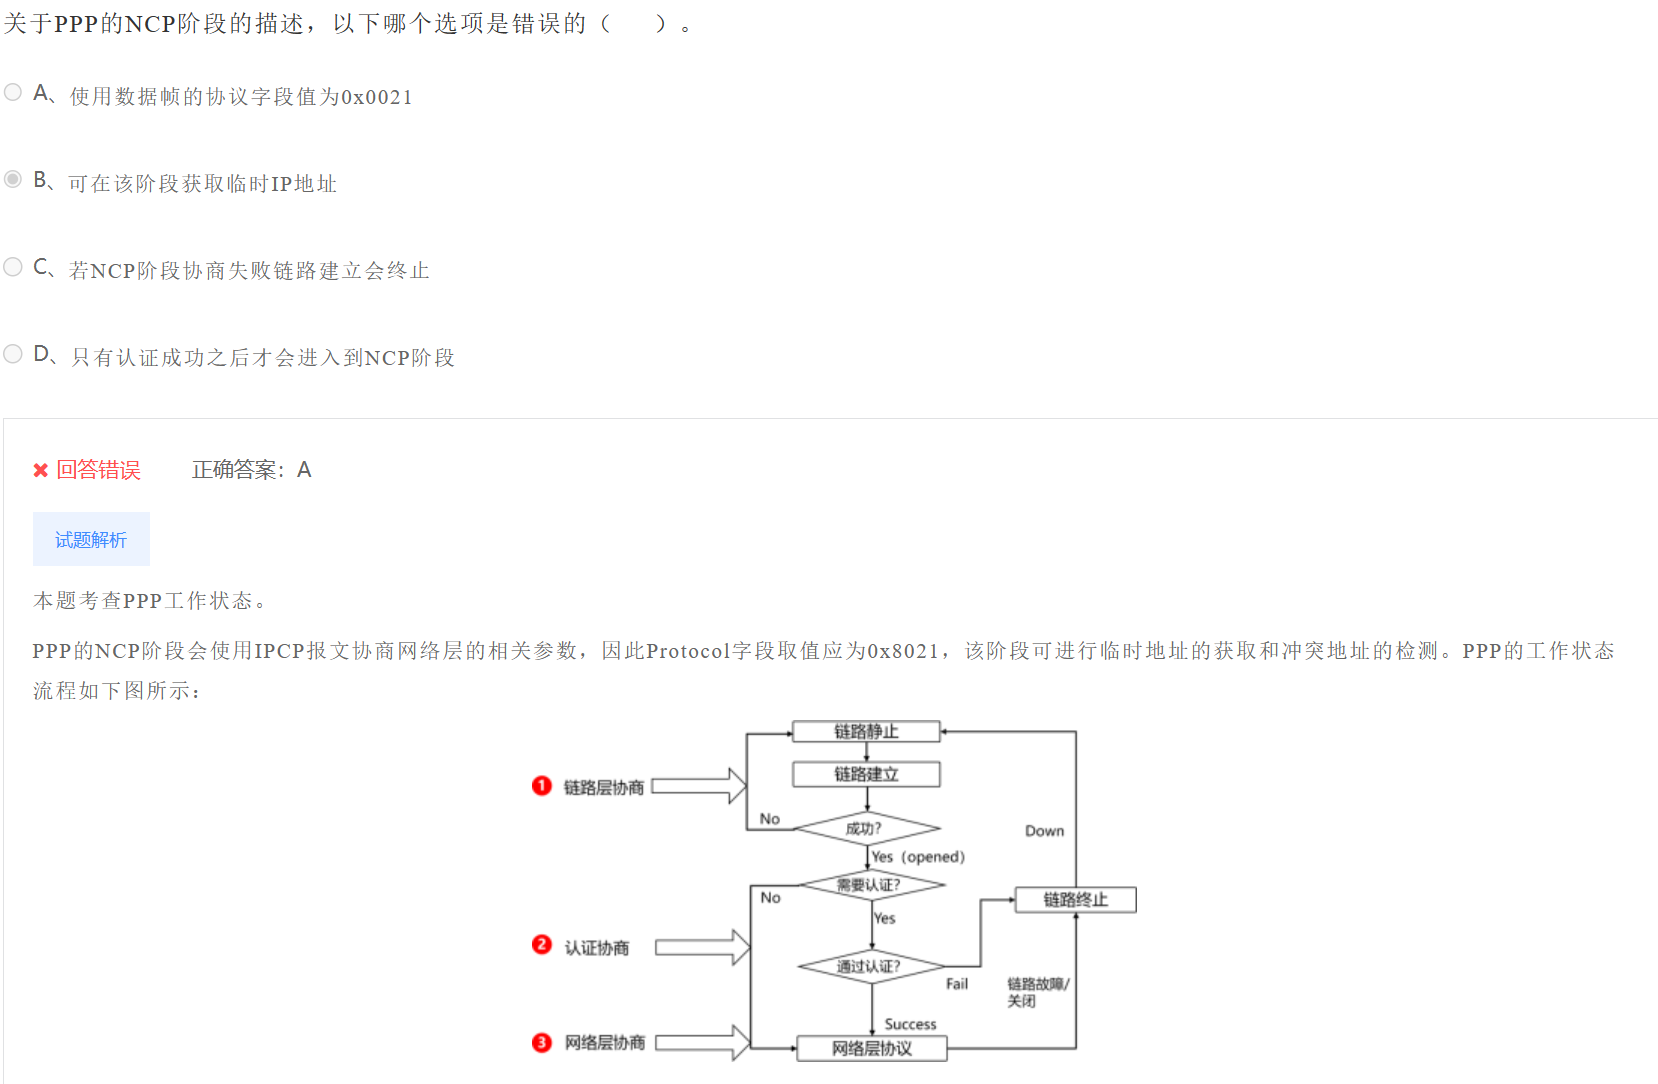 关于PPP的NCP阶段的描述，以下哪个选项是错误的（　　）。
A、使用数据帧的协议字段值为0x0021
B、可在该阶段获取临时IP地址
C、若NCP阶段协商失败链路建立会终止
D、只有认证成功之后才会进入到NCP阶段
✖ 回答错误 正确答案：A
试题解析
本题考查PPP工作状态。
PPP的NCP阶段会使用IPCP报文协商网络层的相关参数，因此Protocol字段取值应为0x8021，该阶段可进行临时地址的获取和冲突地址的检测。PPP的工作状态
流程如下图所示：
链路静止
链路建立
1 链路层协商
No
成功?
Down
Yes（opened）
需要认证?
No
链路终止
Yes
2 认证协商
通过认证?
Fail
链路故障/
关闭
Success
3 网络层协商
网络层协议